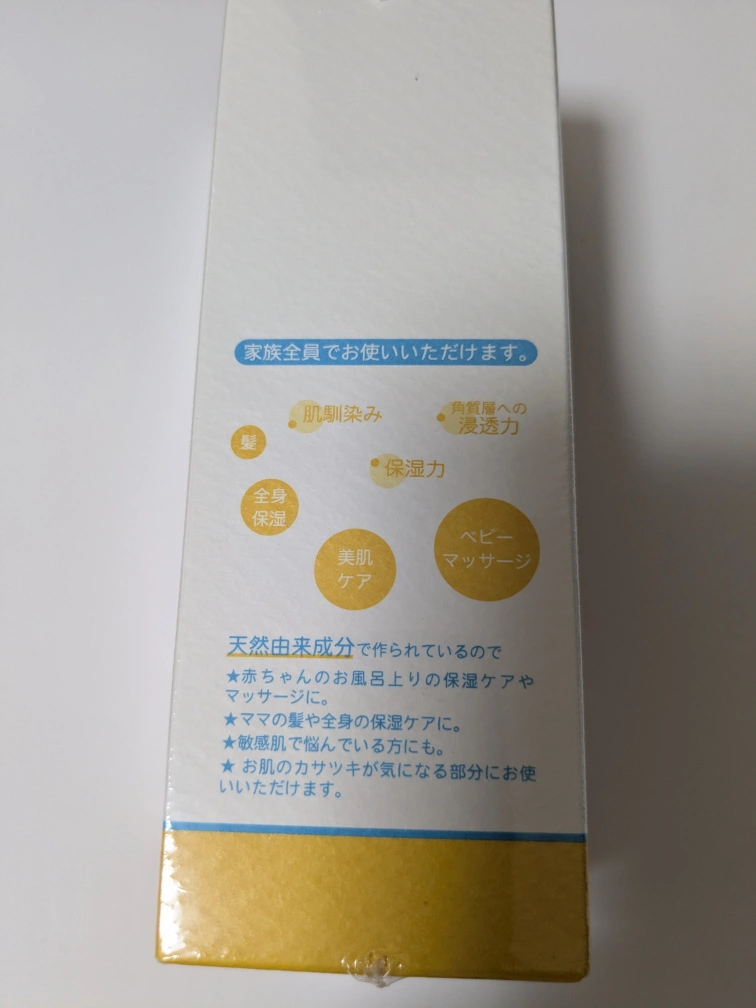 家族全員でお使いいただけます。
肌馴染み
角質層への
浸透力
髪
保湿力
全身
保湿
美肌
ケア
ベビー
マッサージ
天然由来成分で作られているので
★赤ちゃんのお風呂上りの保湿ケアや
マッサージに。
★ママの髪や全身の保湿ケアに。
★敏感肌で悩んでいる方にも。
★ お肌のカサツキが気になる部分にお使
いいただけます。